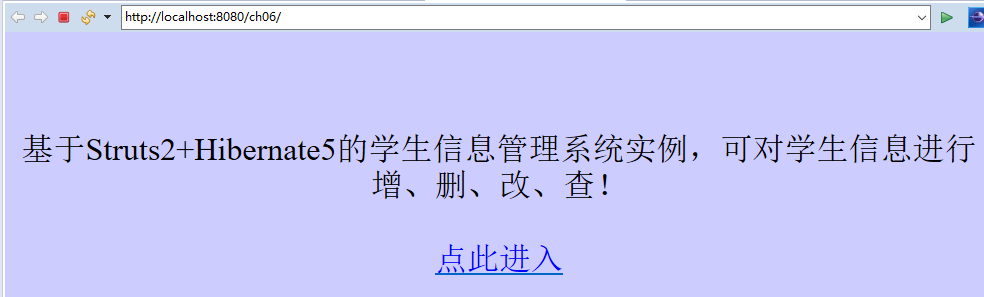 http://localhost:8080/ch06/
基于Struts2+Hibernate5的学生信息管理系统实例，可对学生信息进行
增、删、改、查！
点此进入